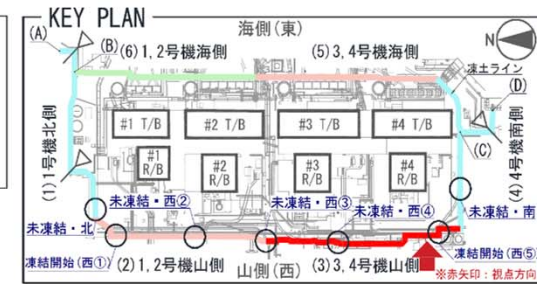 KEY PLAN
海側(東)
(A)
(B)
(6)1,2号機海側
(5)3,4号機海側
N
凍土ライン
(D)
#1 T/B
#2 T/B
#3 T/B
#4 T/B
(C)
(1)1号機北側
#1
R/B
#2
R/B
#3
R/B
#4
R/B
(4)4号機南側
未凍結・西②
未凍結・西③
未凍結・西④
未凍結・北
未凍結・南
凍結開始(西①)
(2)1,2号機山側
山側(西)
(3)3,4号機山側
凍結開始(西⑤)
※赤矢印:視点方向